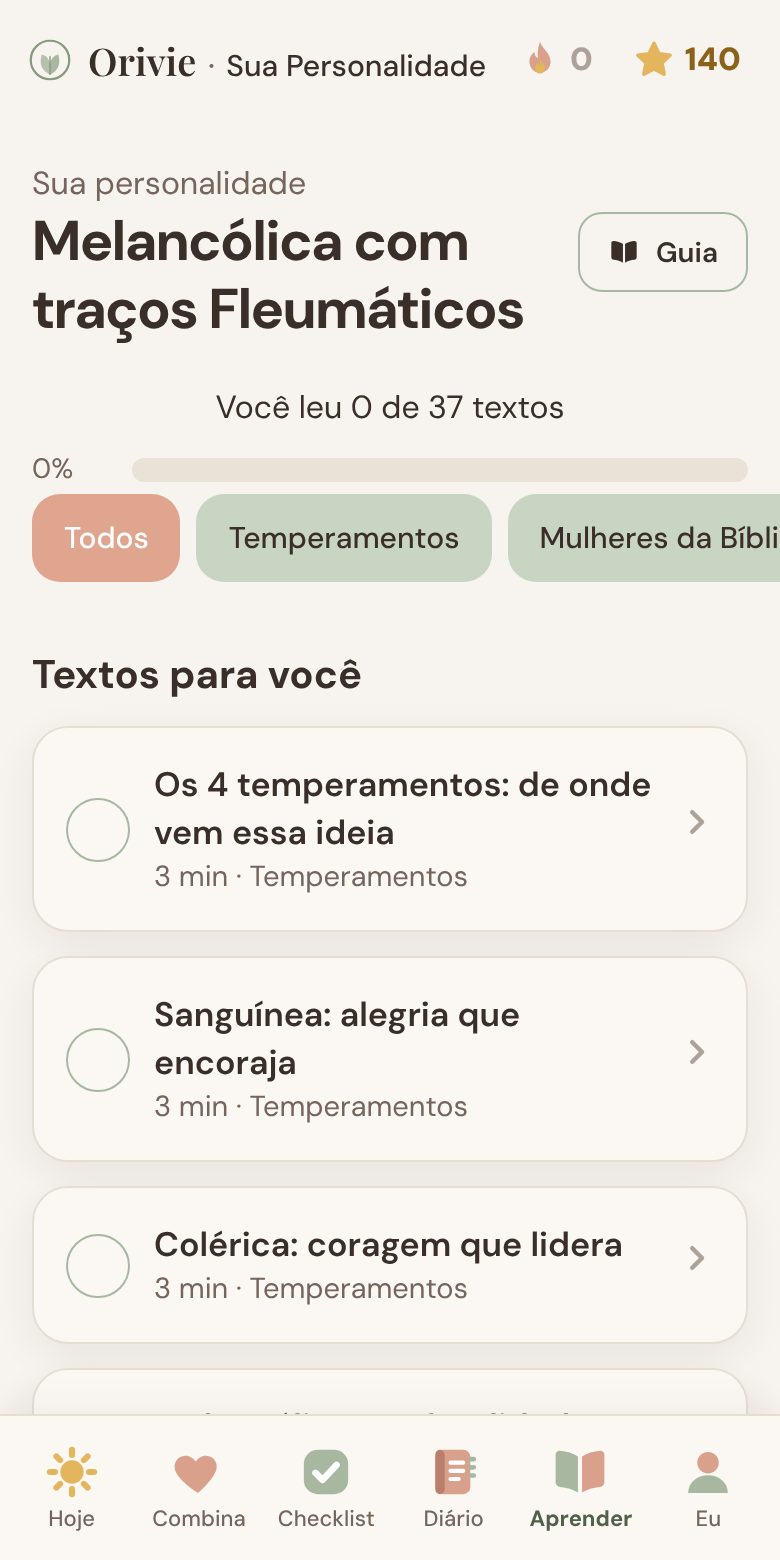 Orivie · Sua Personalidade 0 140
Sua personalidade
Melancólica com
traços Fleumáticos
Guia
Você leu 0 de 37 textos
0%
Todos Temperamentos Mulheres da Bíbli
Textos para você
Os 4 temperamentos: de onde
vem essa ideia
3 min · Temperamentos
Sanguínea: alegria que
encoraja
3 min · Temperamentos
Colérica: coragem que lidera
3 min · Temperamentos
Hoje Combina Checklist Diário Aprender Eu